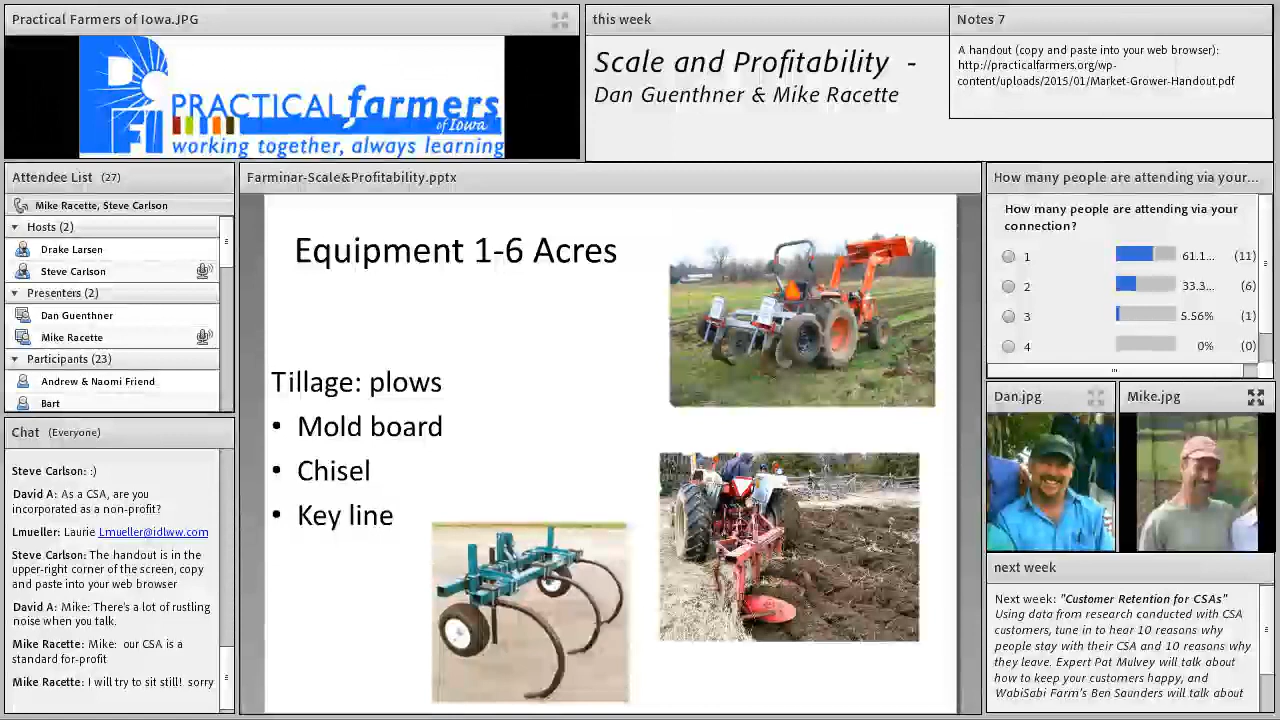 Practical Farmers of Iowa.JPG
PRACTICAL farmers
of Iowa
working together, always learning
PFI
this week
Scale and Profitability -
Dan Guenthner & Mike Racette
Notes 7
A handout (copy and paste into your web browser):
http://practicalfarmers.org/wp-
content/uploads/2015/01/Market-Grower-Handout.pdf
Attendee List (27)
Mike Racette, Steve Carlson
Hosts (2)
Drake Larsen
Steve Carlson
Presenters (2)
Dan Guenthner
Mike Racette
Participants (23)
Andrew & Naomi Friend
Bart
Chat (Everyone)
Steve Carlson: :)
David A: As a CSA, are you
incorporated as a non-profit?
Lmueller: Laurie Lmueller@idlww.com
Steve Carlson: The handout is in the
upper-right corner of the screen, copy
and paste into your web browser
David A: Mike: There's a lot of rustling
noise when you talk.
Mike Racette: Mike: our CSA is a
standard for-profit
Mike Racette: I will try to sit still! sorry
Farminar-Scale&Profitability.pptx
Equipment 1-6 Acres
Tillage: plows
• Mold board
• Chisel
• Key line
How many people are attending via your...
How many people are attending via your
connection?
1 61.1... (11)
2 33.3... (6)
3 5.56% (1)
4 0% (0)
Dan.jpg
Mike.jpg
next week
Next week: "Customer Retention for CSAs"
Using data from research conducted with CSA
customers, tune in to hear 10 reasons why
people stay with their CSA and 10 reasons why
they leave. Expert Pat Mulvey will talk about
how to keep your customers happy, and
WabiSabi Farm's Ben Saunders will talk about